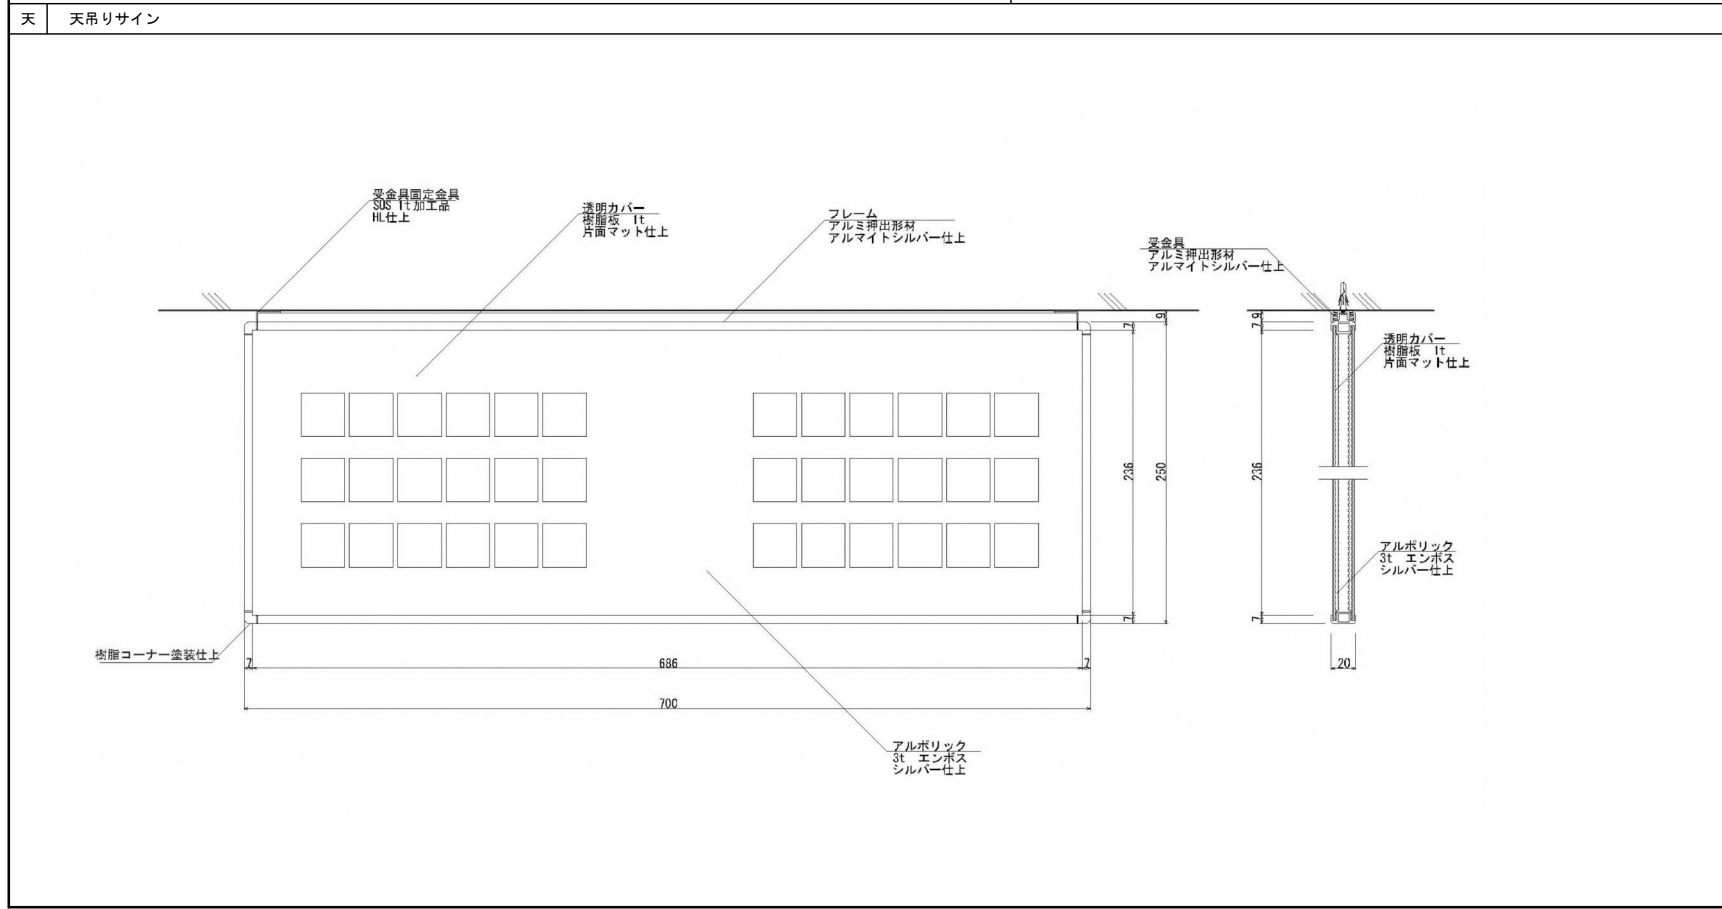 天 天吊りサイン
受金具固定金具
SUS 1t加工品
HL仕上
透明カバー
樹脂板 1t
片面マット仕上
フレーム
アルミ押出形材
アルマイトシルバー仕上
受金具
アルミ押出形材
アルマイトシルバー仕上
9
7
236
250
7
7
686
7
700
樹脂コーナー塗装仕上
アルポリック
3t エンボス
シルバー仕上
9
7
236
7
20
透明カバー
樹脂板 1t
片面マット仕上
アルポリック
3t エンボス
シルバー仕上